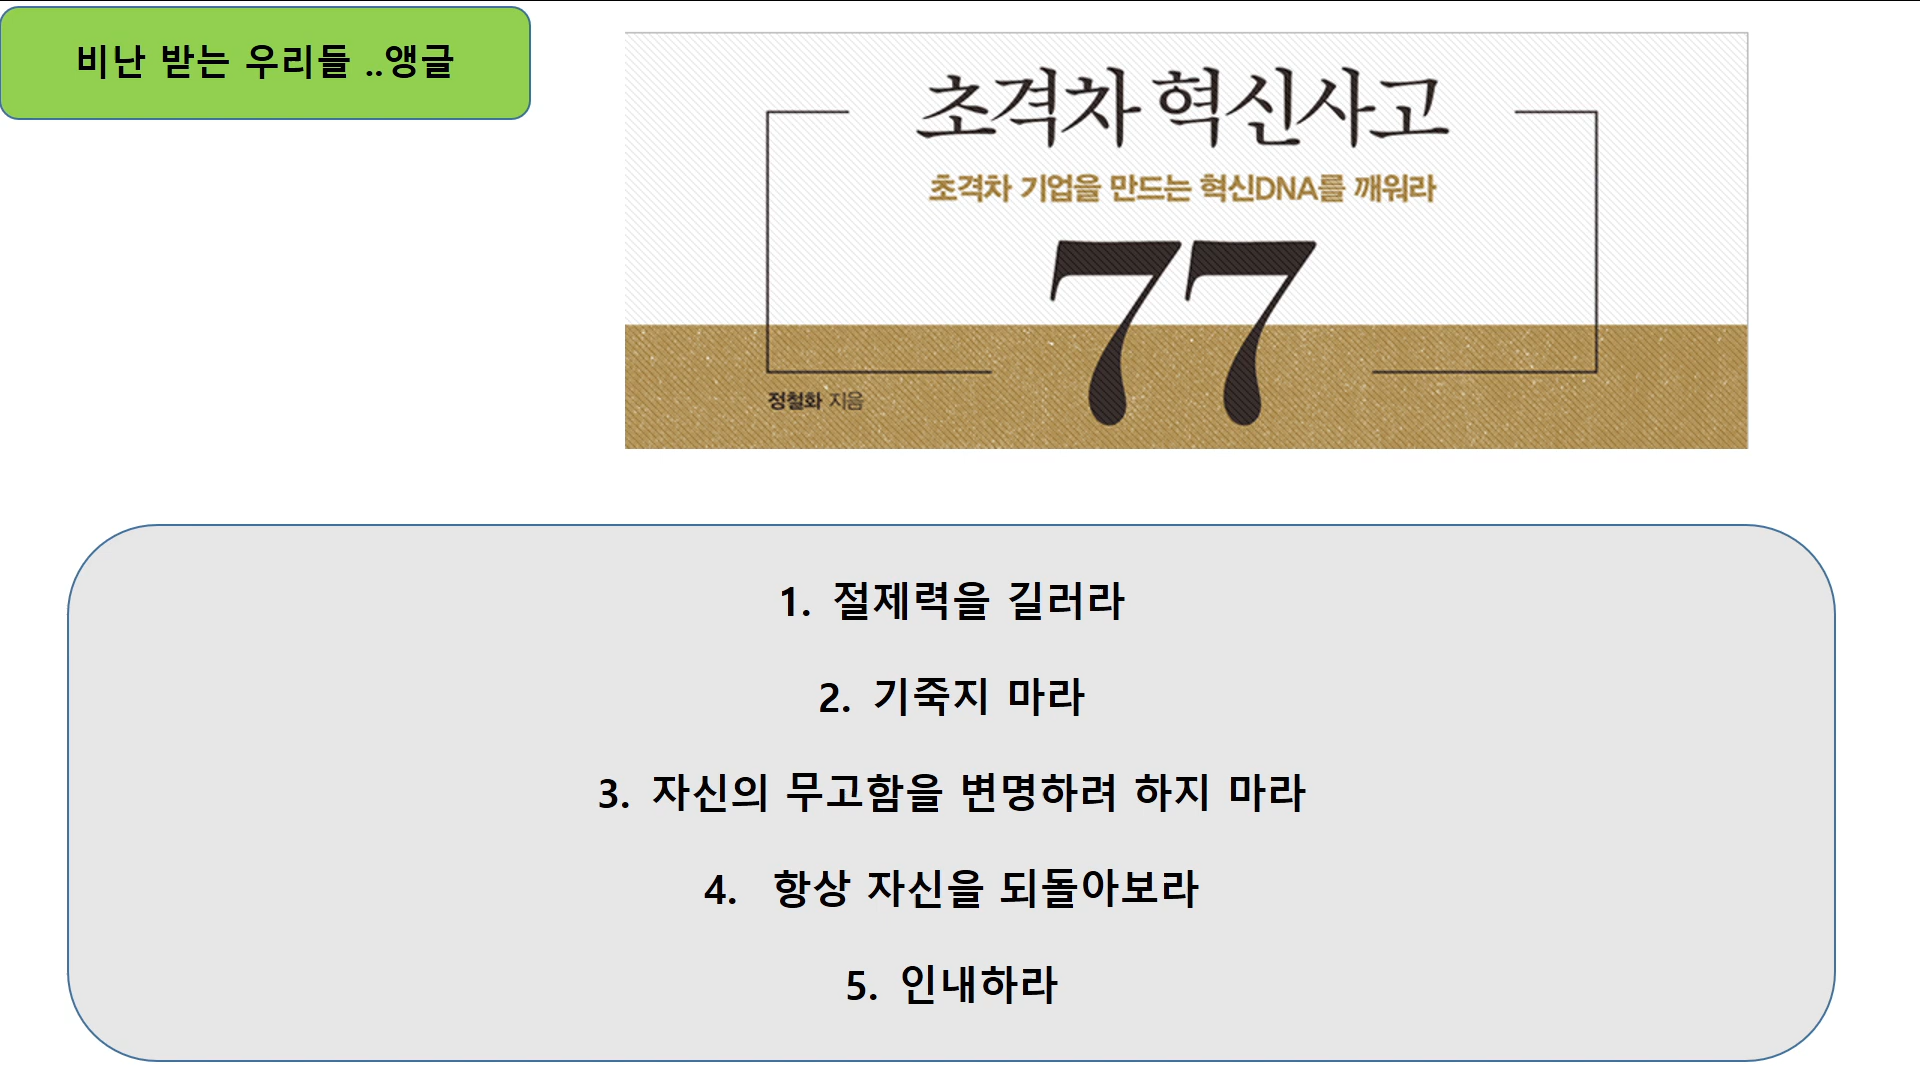 비난 받는 우리들 ..앵글
초격차 혁신사고
초격차 기업을 만드는 혁신DNA를 깨워라
77
정철화 지음
1. 절제력을 길러라
2. 기죽지 마라
3. 자신의 무고함을 변명하려 하지 마라
4. 항상 자신을 되돌아보라
5. 인내하라